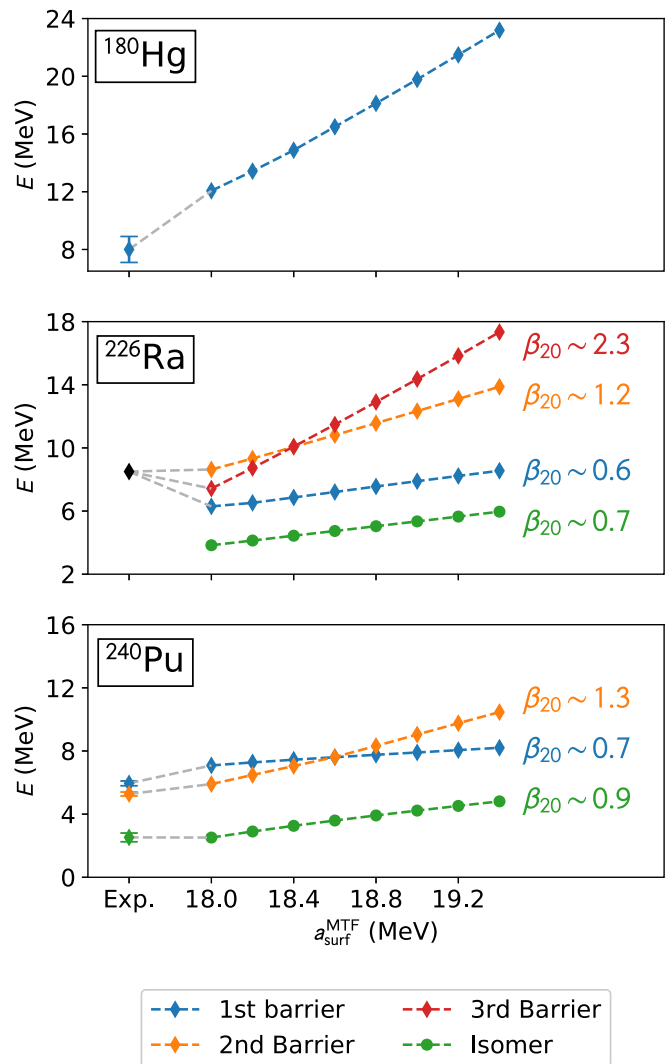 24
20
16
12
8
E (MeV)
¹⁸⁰Hg
18
14
10
6
2
E (MeV)
²²⁶Ra
β₂₀ ~ 2.3
β₂₀ ~ 1.2
β₂₀ ~ 0.6
β₂₀ ~ 0.7
16
12
8
4
0
E (MeV)
²⁴⁰Pu
β₂₀ ~ 1.3
β₂₀ ~ 0.7
β₂₀ ~ 0.9
Exp. 18.0 18.4 18.8 19.2
a_surf^MTF (MeV)
1st barrier 3rd Barrier
2nd Barrier Isomer